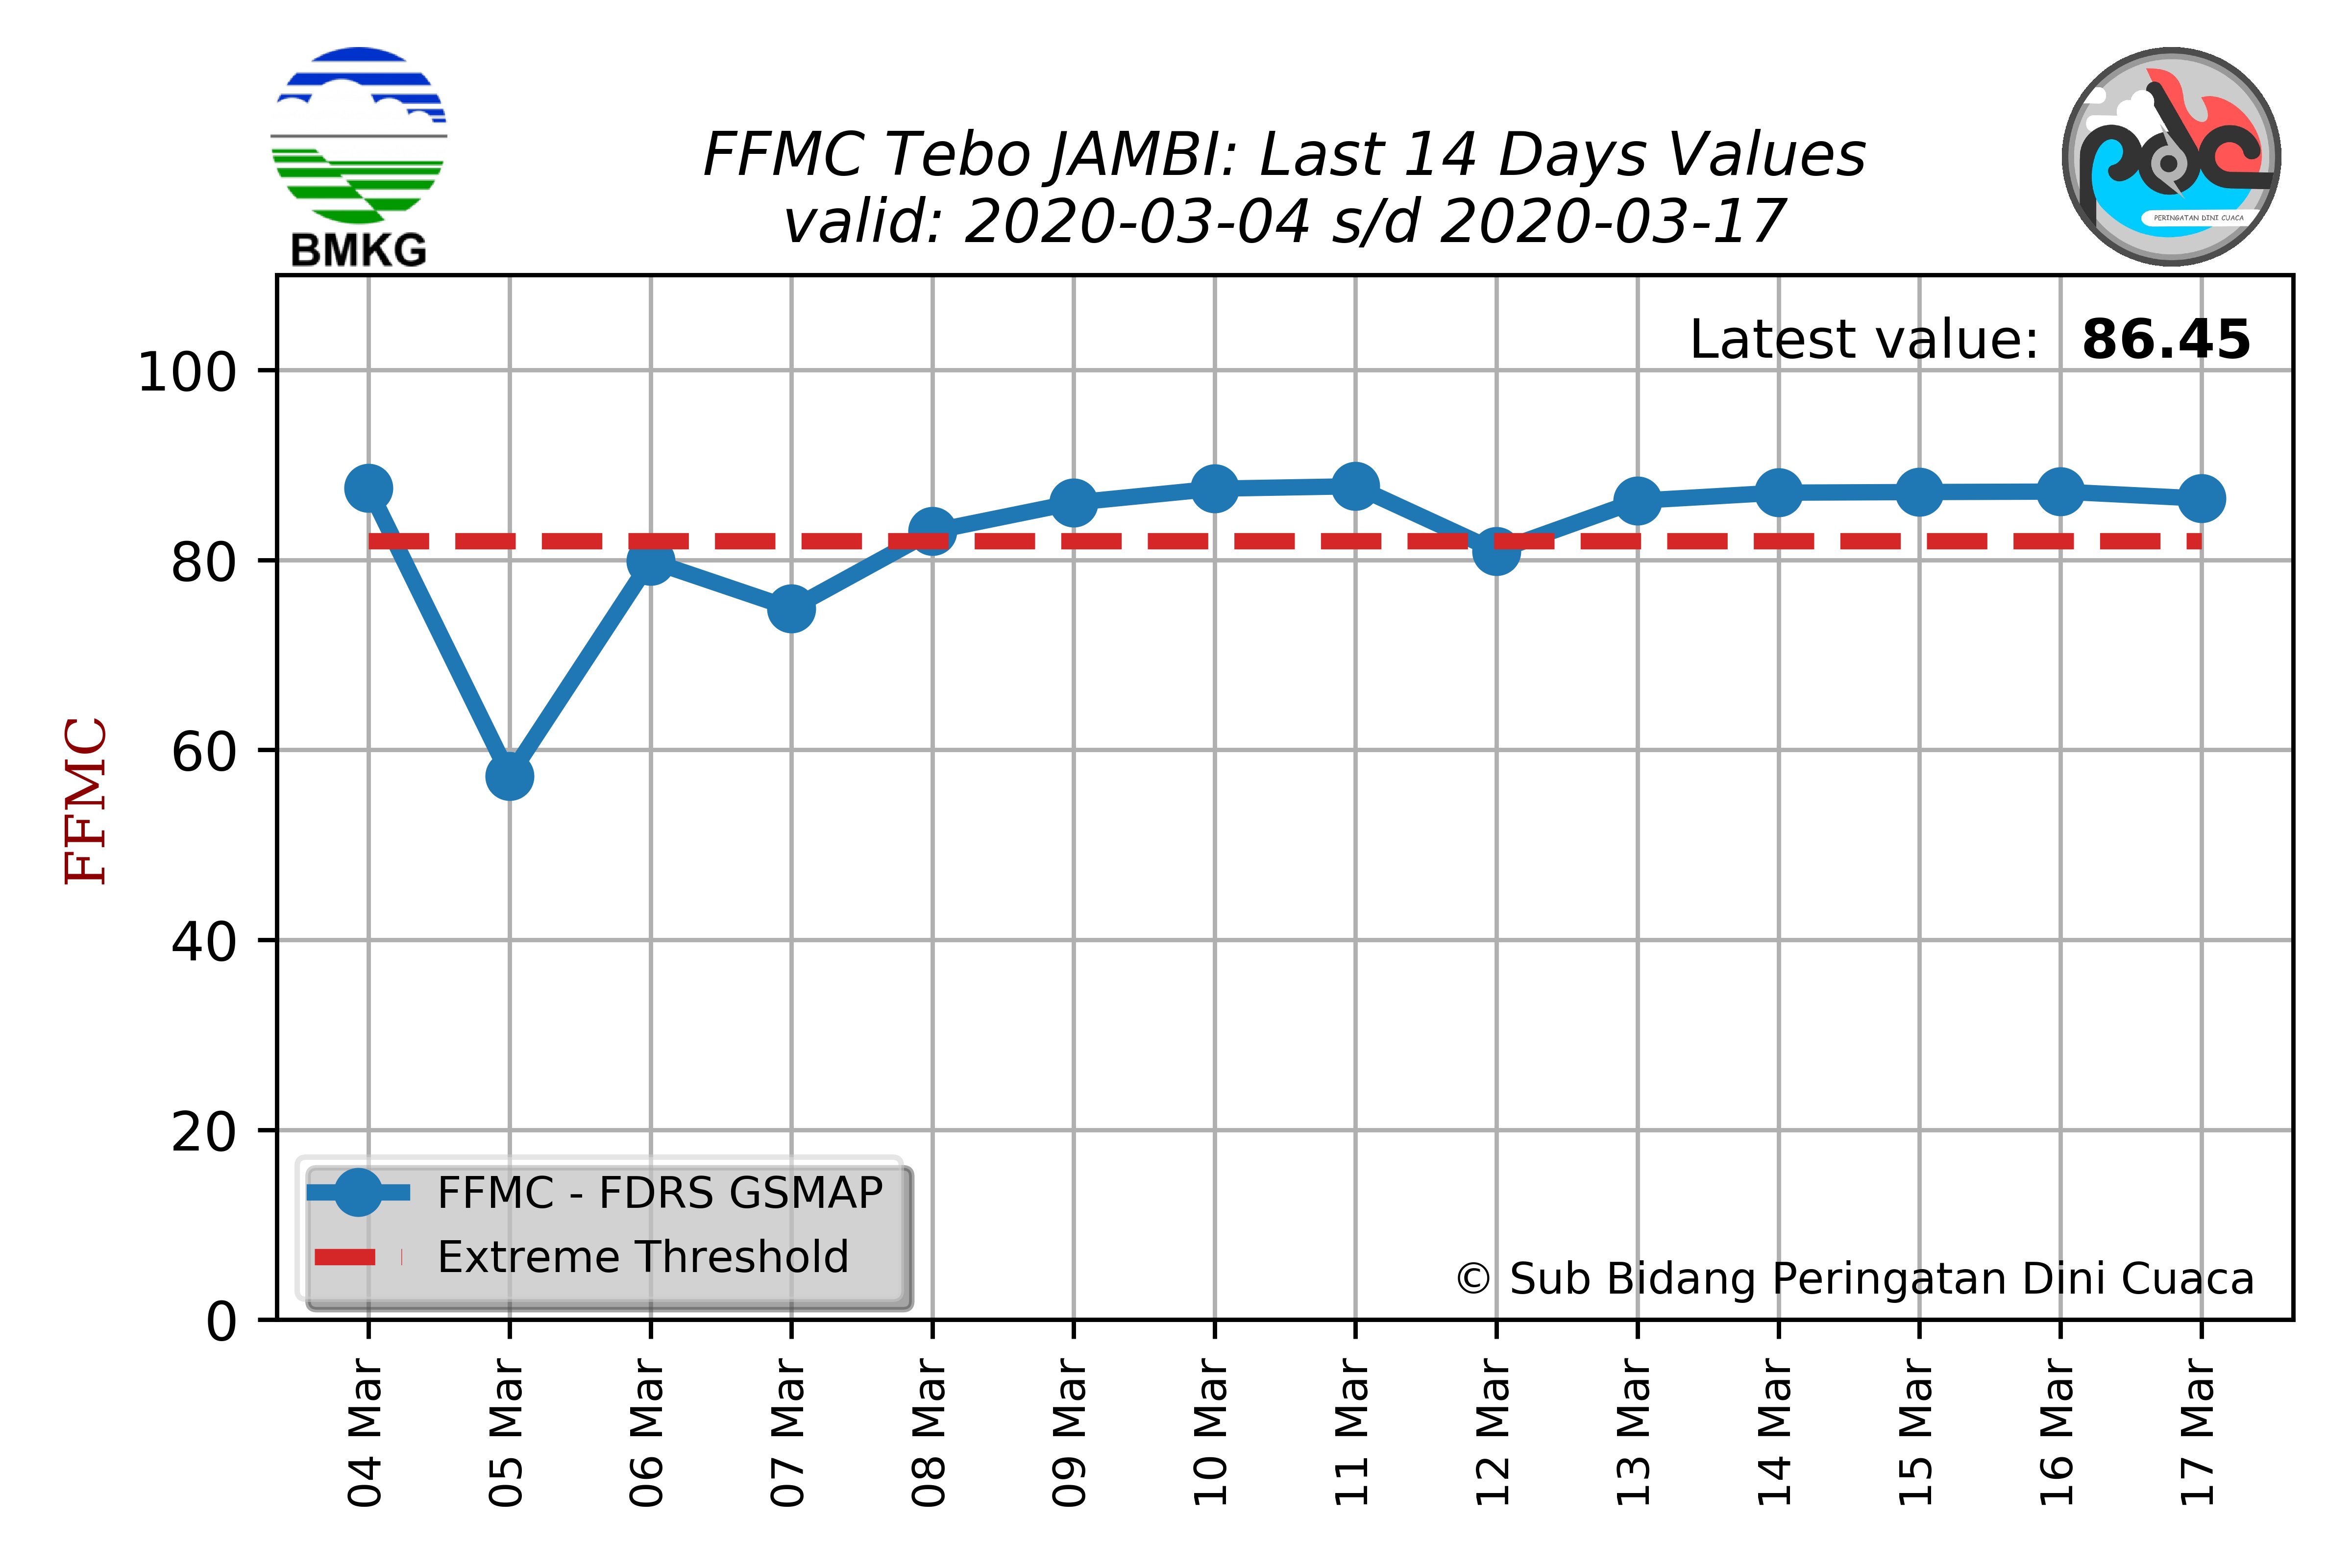 BMKG
FFMC Tebo JAMBI: Last 14 Days Values
valid: 2020-03-04 s/d 2020-03-17
PERINGATAN DINI CUACA
Latest value: 86.45
100
80
60
40
20
0
FFMC
FFMC - FDRS GSMAP
Extreme Threshold
© Sub Bidang Peringatan Dini Cuaca
04 Mar
05 Mar
06 Mar
07 Mar
08 Mar
09 Mar
10 Mar
11 Mar
12 Mar
13 Mar
14 Mar
15 Mar
16 Mar
17 Mar